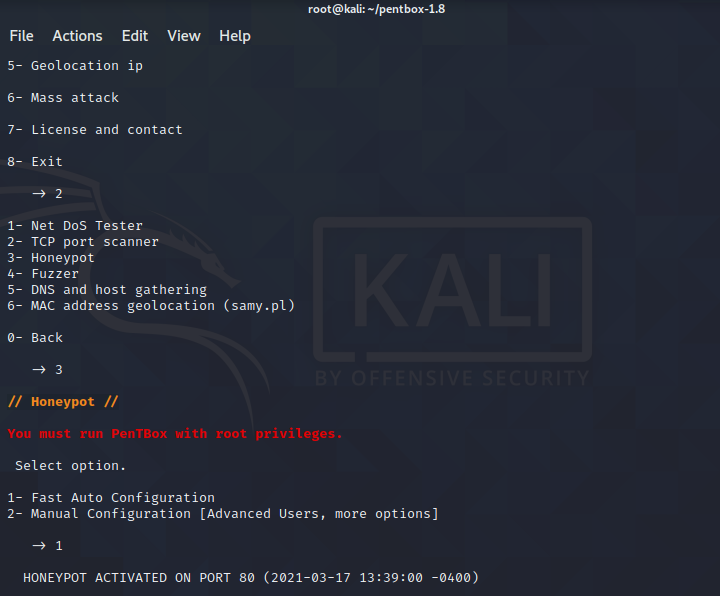 root@kali: ~/pentbox-1.8
File Actions Edit View Help
5- Geolocation ip
6- Mass attack
7- License and contact
8- Exit
→ 2
1- Net DoS Tester
2- TCP port scanner
3- Honeypot
4- Fuzzer
5- DNS and host gathering
6- MAC address geolocation (samy.pl)
0- Back
→ 3
KALI
BY OFFENSIVE SECURITY
// Honeypot //
You must run PenTBox with root privileges.
Select option.
1- Fast Auto Configuration
2- Manual Configuration [Advanced Users, more options]
→ 1
HONEYPOT ACTIVATED ON PORT 80 (2021-03-17 13:39:00 -0400)